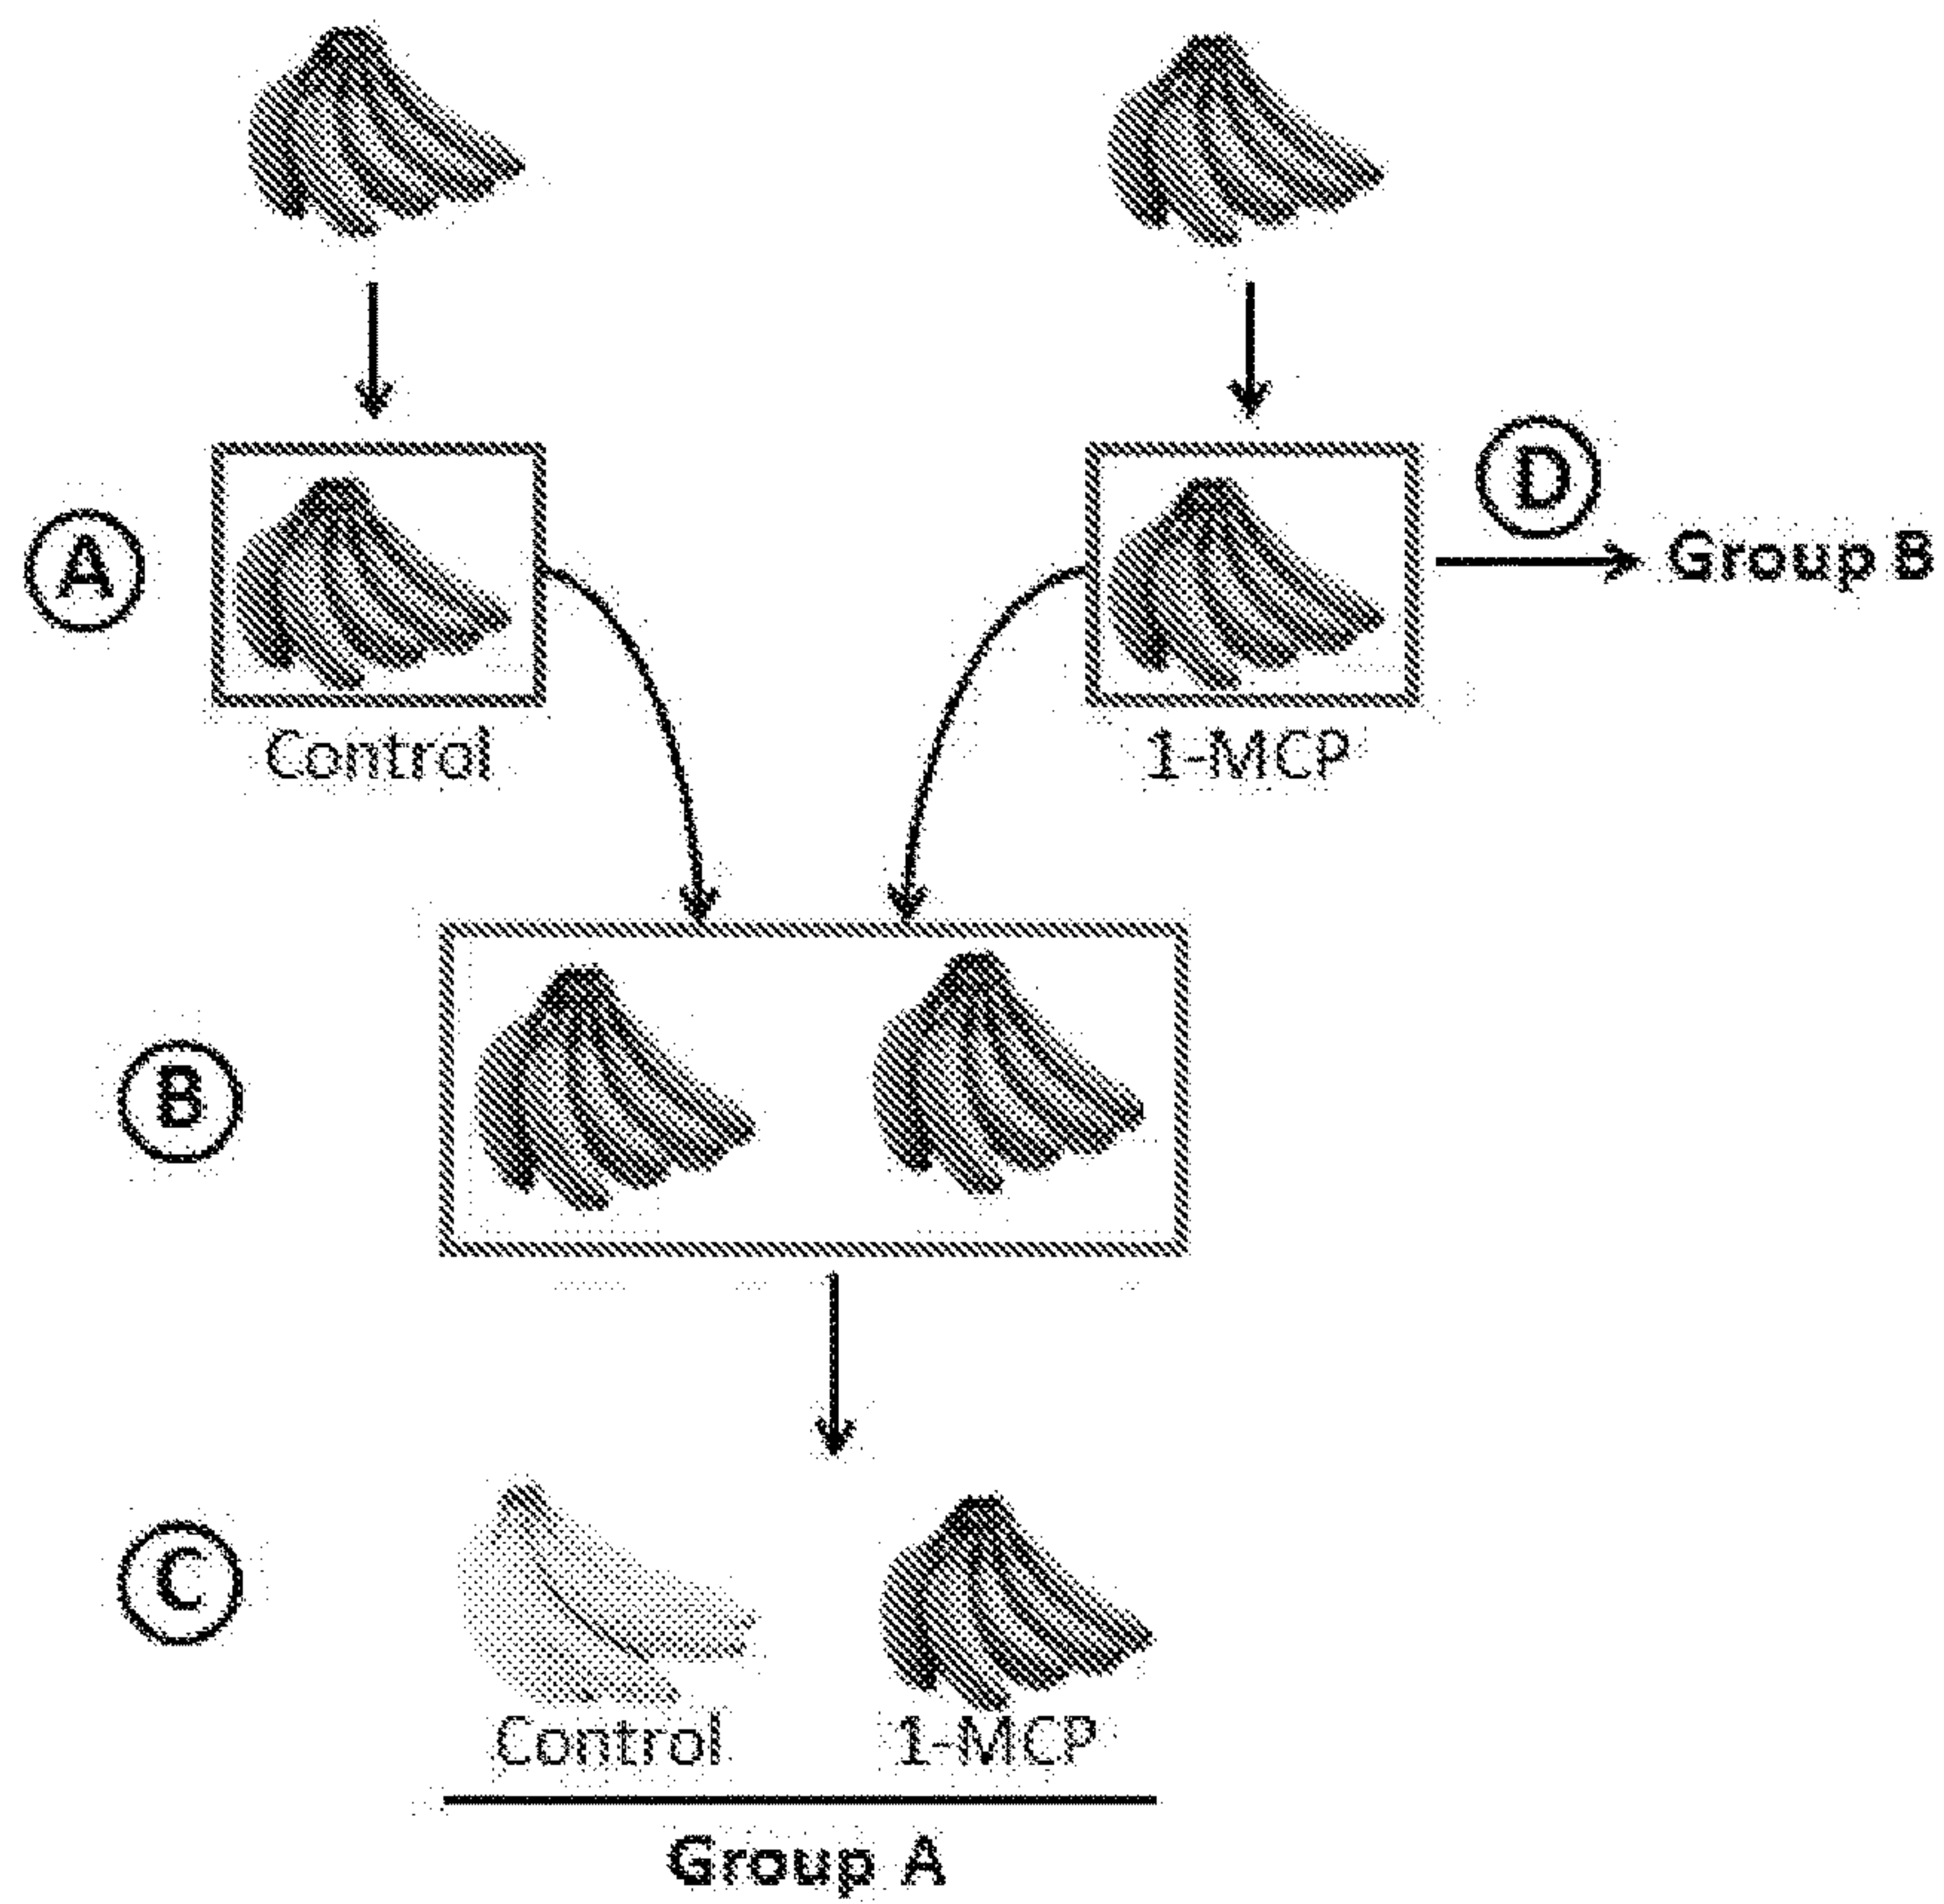 D
Group B
A
Control
1-MCP
B
C
Control
1-MCP
Group A